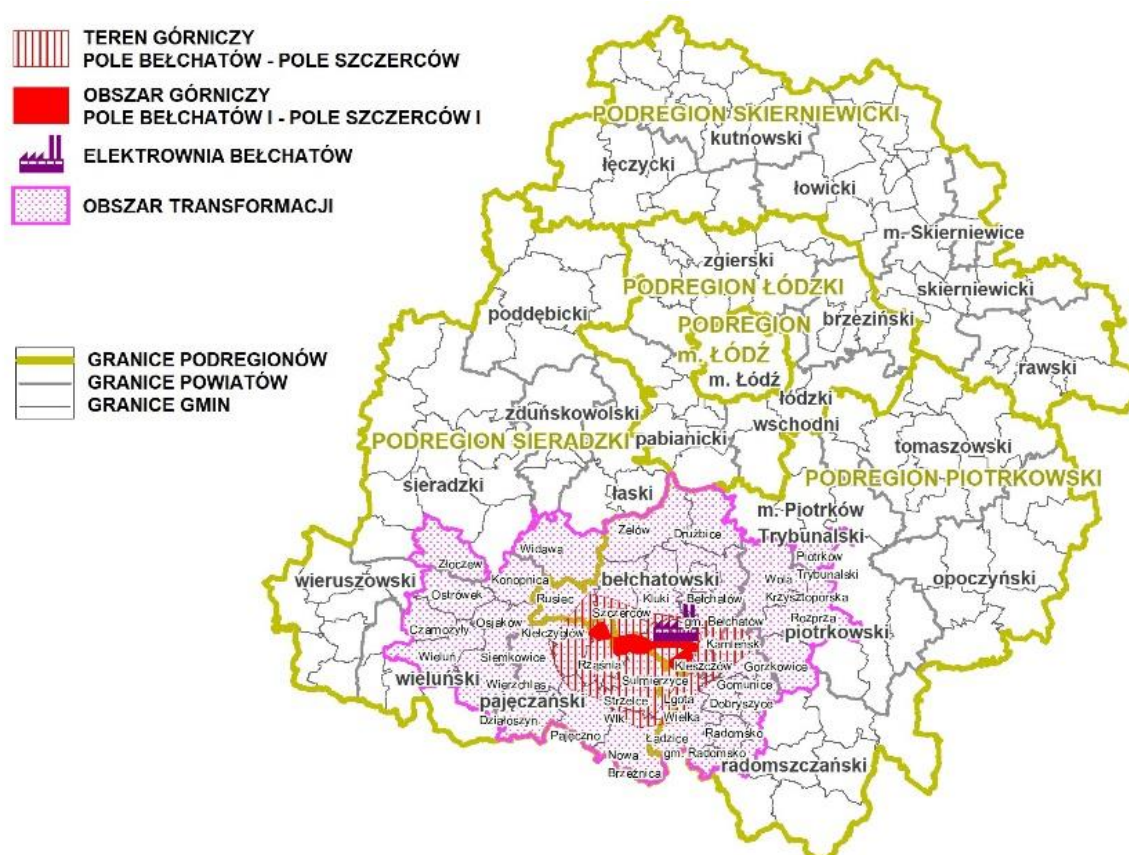 TEREN GÓRNICZY
POLE BEŁCHATÓW - POLE SZCZERCÓW
OBSZAR GÓRNICZY
POLE BEŁCHATÓW I - POLE SZCZERCÓW I
ELEKTROWNIA BEŁCHATÓW
OBSZAR TRANSFORMACJI
GRANICE PODREGIONÓW
GRANICE POWIATÓW
GRANICE GMIN
PODREGION SKIERNIEWICKI
kutnowski
łęczycki
łowicki
m. Skierniewice
zgierski
skierniewicki
PODREGION ŁÓDZKI
poddębicki
brzeziński
PODREGION
m. ŁÓDŹ
rawski
m. Łódź
łódzki
wschodni
zduńskowolski
PODREGION SIERADZKI
pabianicki
tomaszowski
PODREGION PIOTRKOWSKI
sieradzki
łaski
m. Piotrków
Trybunalski
Zelów
Drużbice
Widawa
Piotrków
Trybunalski
Złoczew
Konopnica
bełchatowski
Wola
Krzysztoporska
wieruszowski
opoczyński
Ostrówek
Rusiec
Kluki
Bełchatów
Szczerców
gm. Bełchatów
Rozprza
Osjaków
Czarnożyły
Kiełczygłów
Kamieńsk
piotrkowski
Wieluń
Siemkowice
Rząśnia
Kleszczów
Gorzkowice
wieluński
Wierzchlas
Sulmierzyce
Gomunice
pajęczański
Strzelce
Wlk.
Lgota
Wielka
Dobryszyce
Działoszyn
Pajęczno
Ładzice
Radomsko
Nowa
Brzeźnica
gm. Radomsko
radomszczański